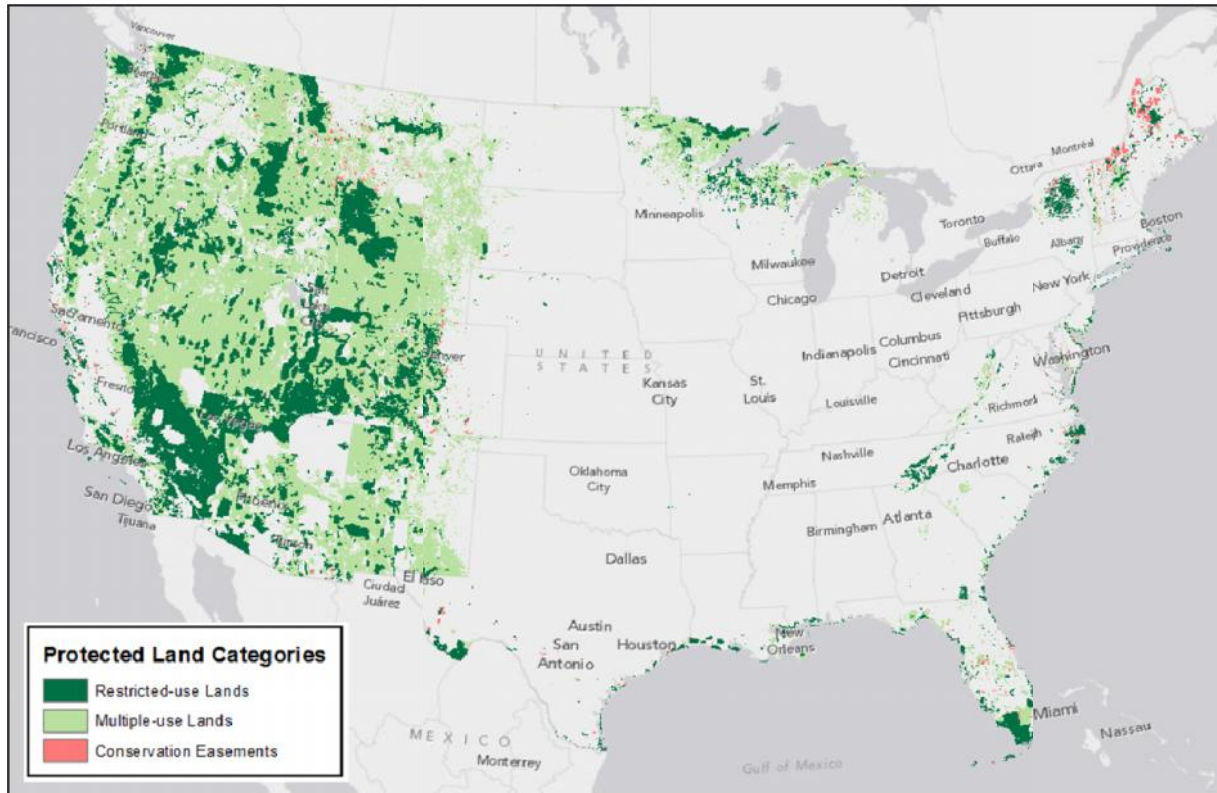 Vancouver
Seattle
Portland
Ottawa
Montréal
Minneapolis
Toronto
Boston
Buffalo
Albany
Providence
Milwaukee
Detroit
Chicago
Cleveland
New York
Pittsburgh
Salt
Lake
City
Sacramento
Francisco
Denver
UNITED
STATES
Indianapolis
Columbus
Cincinnati
Washington
Kansas
City
St.
Louis
Fresno
Las Vegas
Louisville
Richmond
Los Angeles
Nashville
Raleigh
Oklahoma
City
Memphis
Charlotte
San Diego
Phoenix
Tijuana
Tucson
Birmingham
Atlanta
Dallas
El Paso
Ciudad
Juárez
Austin
San
Antonio
Houston
New
Orleans
Miami
Nassau
MEXICO
Monterrey
Gulf of Mexico
Protected Land Categories
Restricted-use Lands
Multiple-use Lands
Conservation Easements